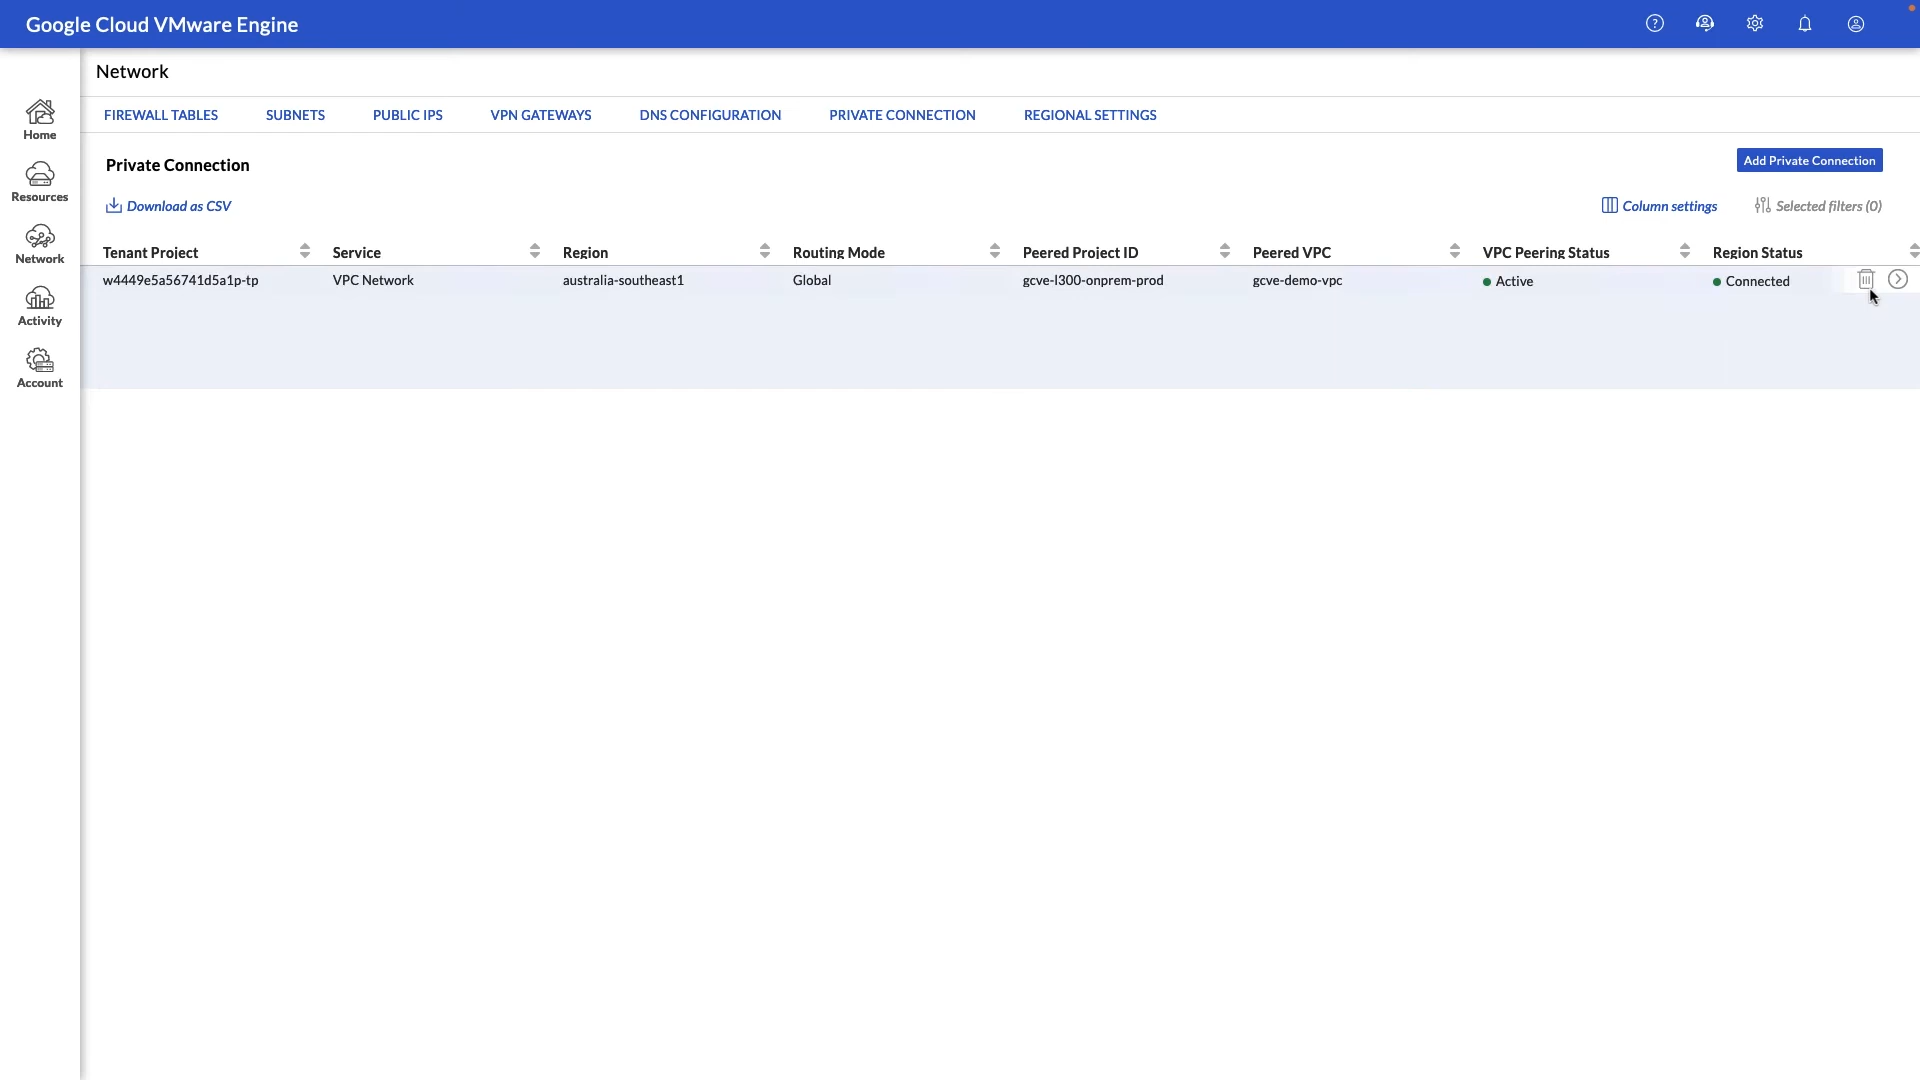 Google Cloud VMware Engine
Network
Home
Resources
Network
Activity
Account
FIREWALL TABLES SUBNETS PUBLIC IPS VPN GATEWAYS DNS CONFIGURATION PRIVATE CONNECTION REGIONAL SETTINGS
Private Connection
Add Private Connection
Download as CSV
Column settings
Selected filters (0)
Tenant Project Service Region Routing Mode Peered Project ID Peered VPC VPC Peering Status Region Status
w4449e5a56741d5a1p-tp VPC Network australia-southeast1 Global gcve-l300-onprem-prod gcve-demo-vpc Active Connected